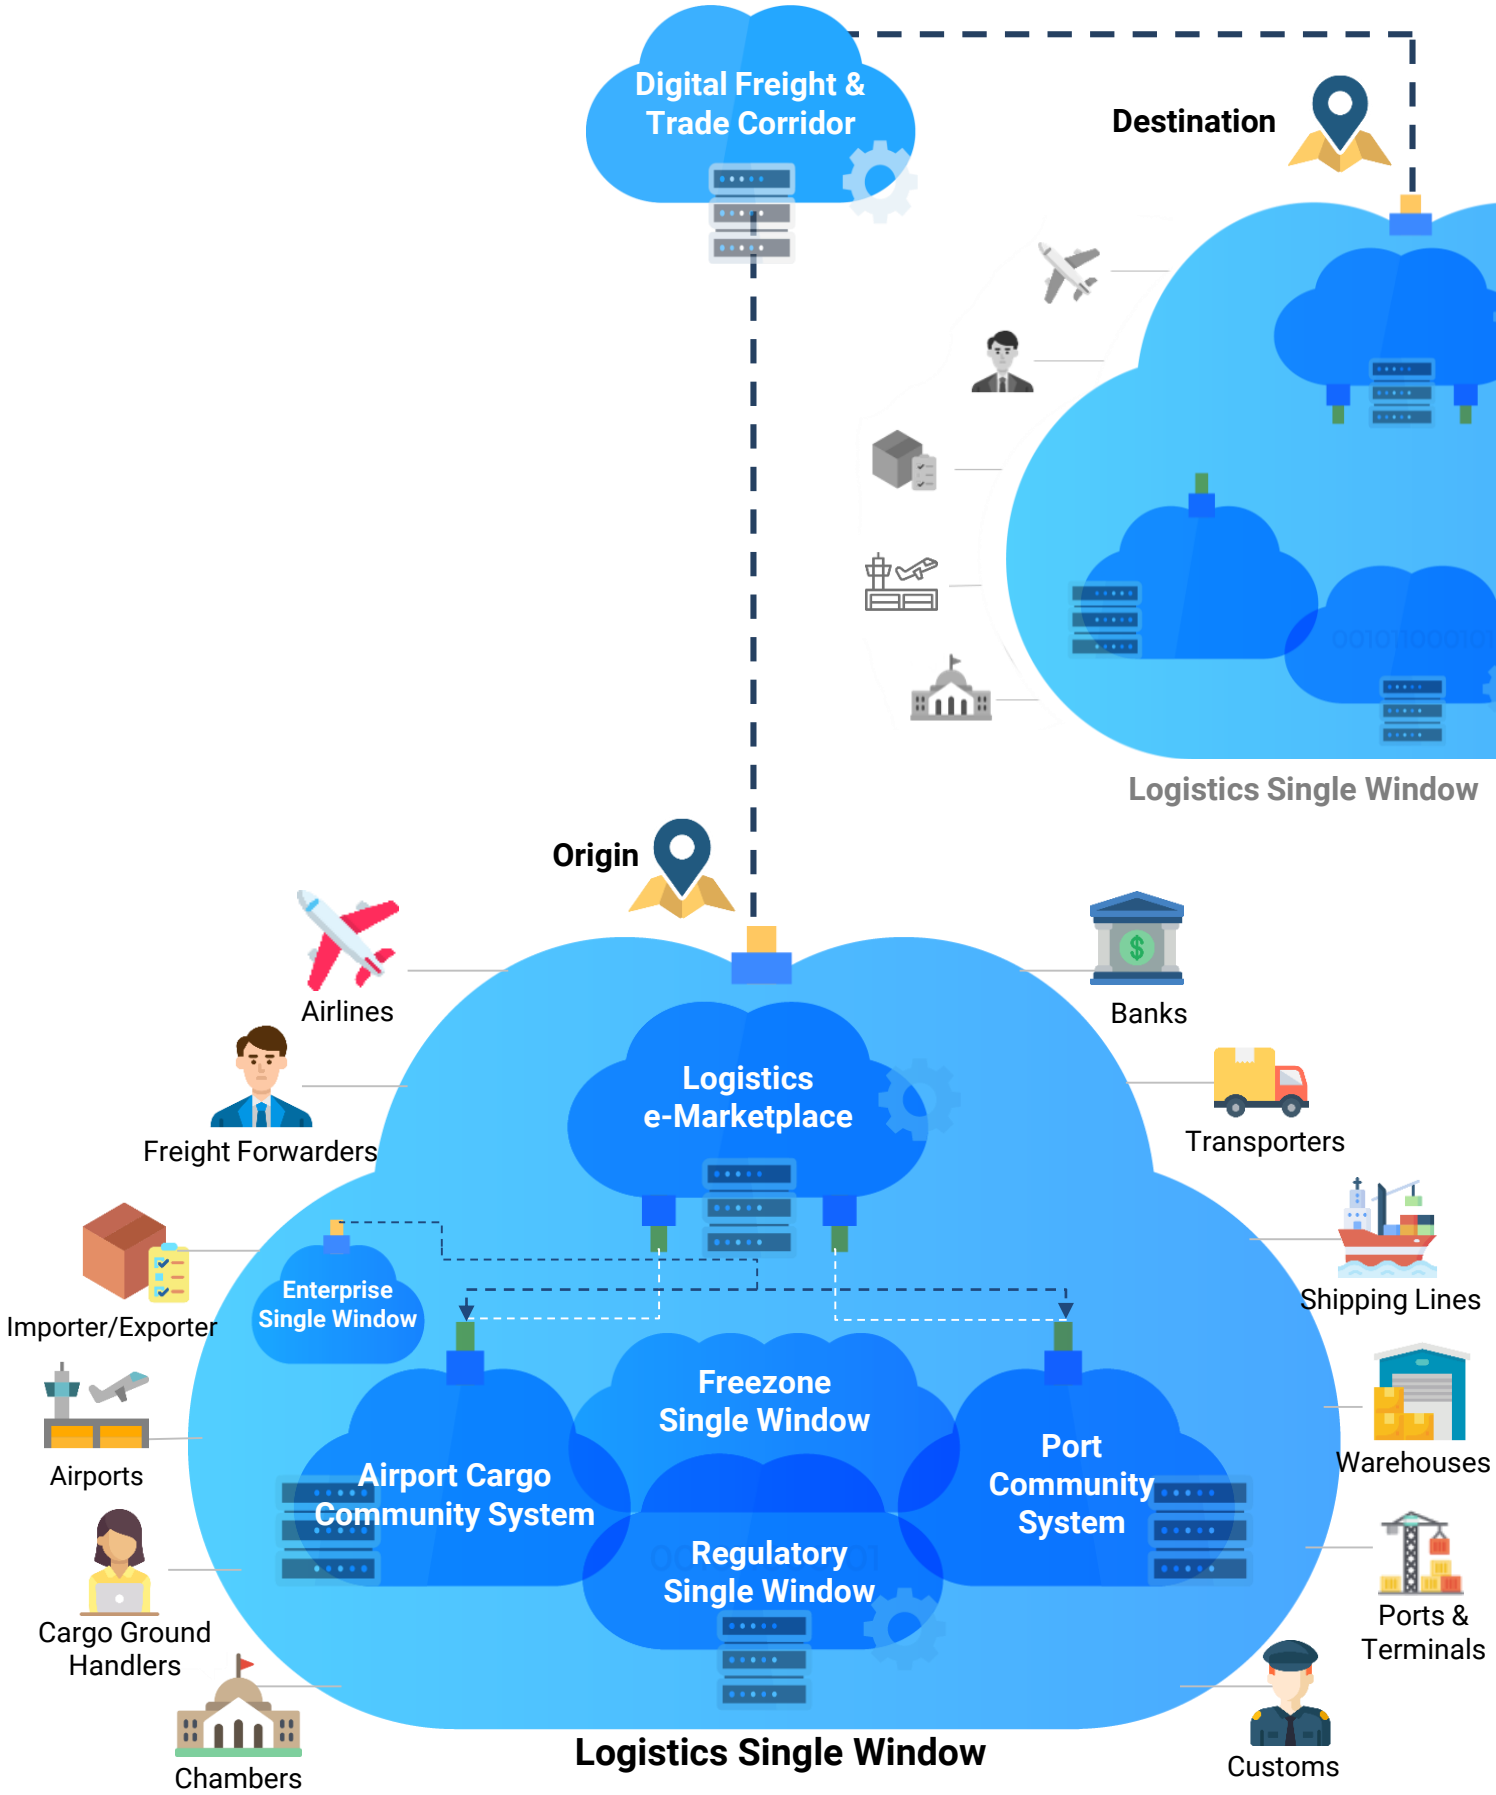 Digital Freight &
Trade Corridor
Destination
Logistics Single Window
Origin
Airlines
Banks
Freight Forwarders
Transporters
Logistics
e-Marketplace
Importer/Exporter
Enterprise
Single Window
Shipping Lines
Freezone
Single Window
Airports
Airport Cargo
Community System
Port
Community
System
Warehouses
Regulatory
Single Window
Cargo Ground
Handlers
Ports &
Terminals
Chambers
Customs
Logistics Single Window